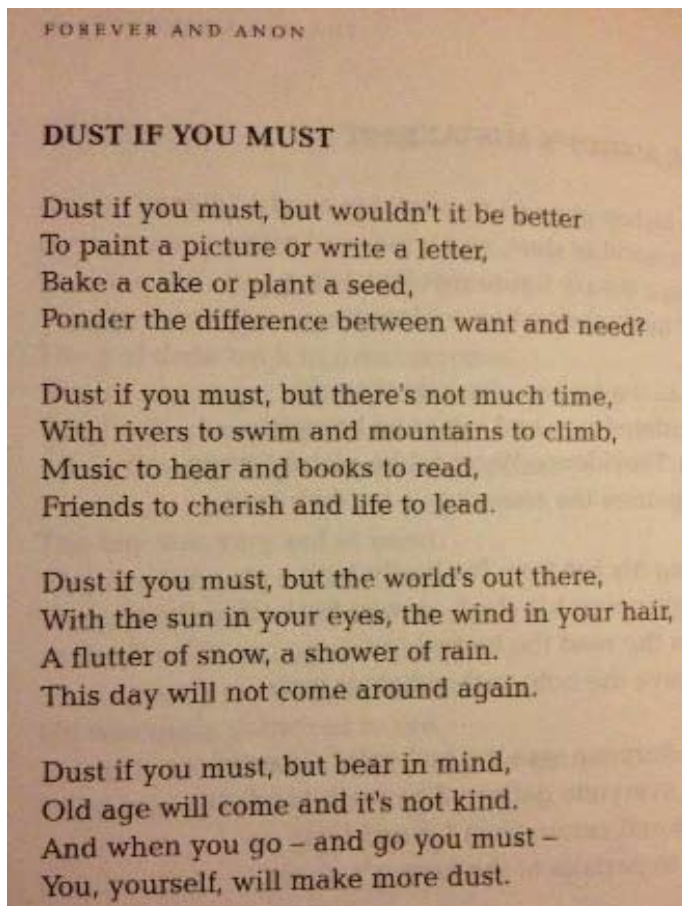 FOREVER AND ANON
DUST IF YOU MUST
Dust if you must, but wouldn't it be better
To paint a picture or write a letter,
Bake a cake or plant a seed,
Ponder the difference between want and need?
Dust if you must, but there's not much time,
With rivers to swim and mountains to climb,
Music to hear and books to read,
Friends to cherish and life to lead.
Dust if you must, but the world's out there,
With the sun in your eyes, the wind in your hair,
A flutter of snow, a shower of rain.
This day will not come around again.
Dust if you must, but bear in mind,
Old age will come and it's not kind.
And when you go – and go you must –
You, yourself, will make more dust.